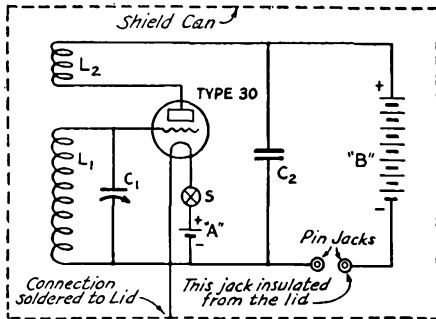 Shield Can
L2
TYPE 30
+
L1
C1
S
C2
"B"
+
"A"
-
-
Pin Jacks
Connection
soldered to Lid
This jack insulated
from the lid